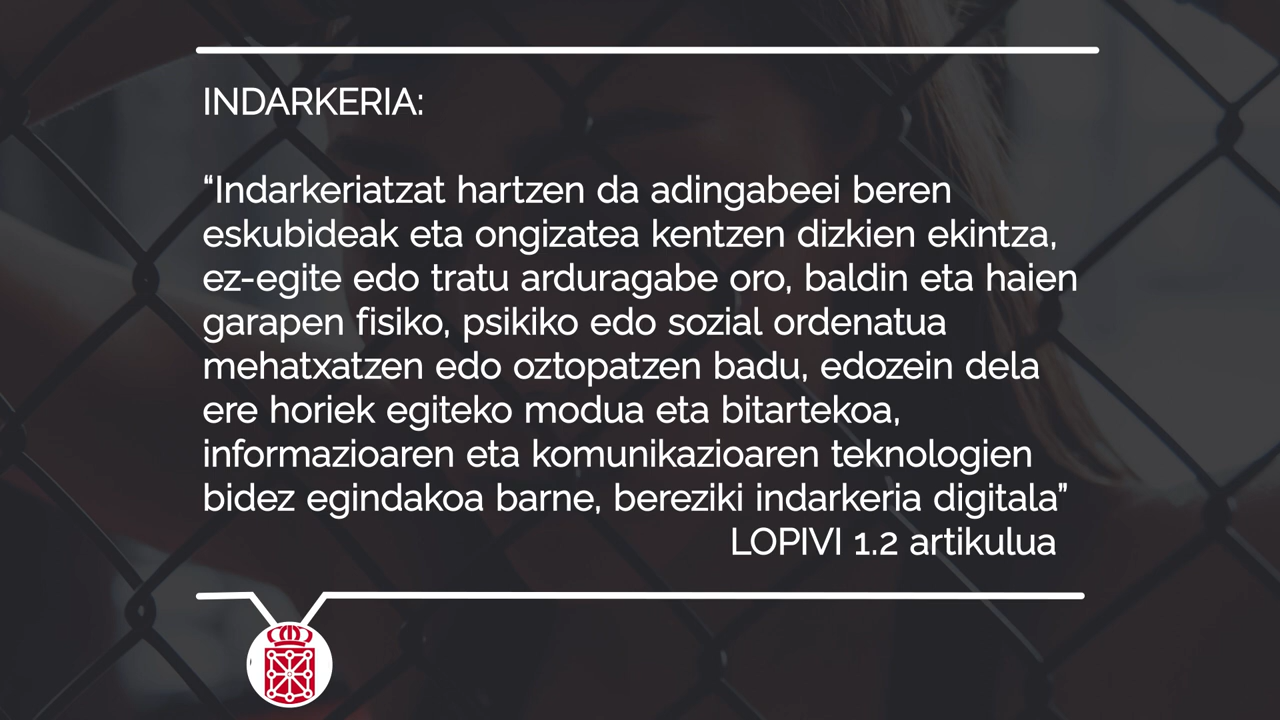 INDARKERIA:
“Indarkeriatzat hartzen da adingabeei beren
eskubideak eta ongizatea kentzen dizkien ekintza,
ez-egite edo tratu arduragabe oro, baldin eta haien
garapen fisiko, psikiko edo sozial ordenatua
mehatxatzen edo oztopatzen badu, edozein dela
ere horiek egiteko modua eta bitartekoa,
informazioaren eta komunikazioaren teknologien
bidez egindakoa barne, bereziki indarkeria digitala”
LOPIVI 1.2 artikulua